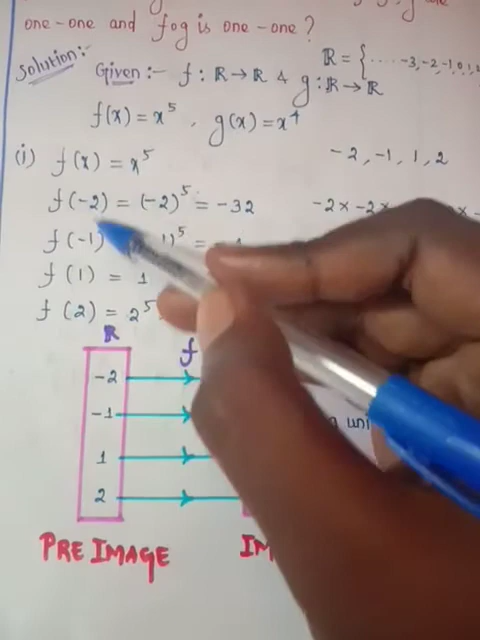 one-one and fog is one-one?
Solution:-
Given:- f : R→R & g : R→R
R = {.... -3,-2,-1,0,1,
f(x) = x⁵ , g(x) = x⁴
(i) f(x) = x⁵
-2, -1, 1, 2
f(-2) = (-2)⁵ = -32
-2 x -2 x
f(-1)
)⁵ =
f(1) = 1
f(2) = 2⁵
R
f
-2
-1
1
2
PRE IMAGE
IM